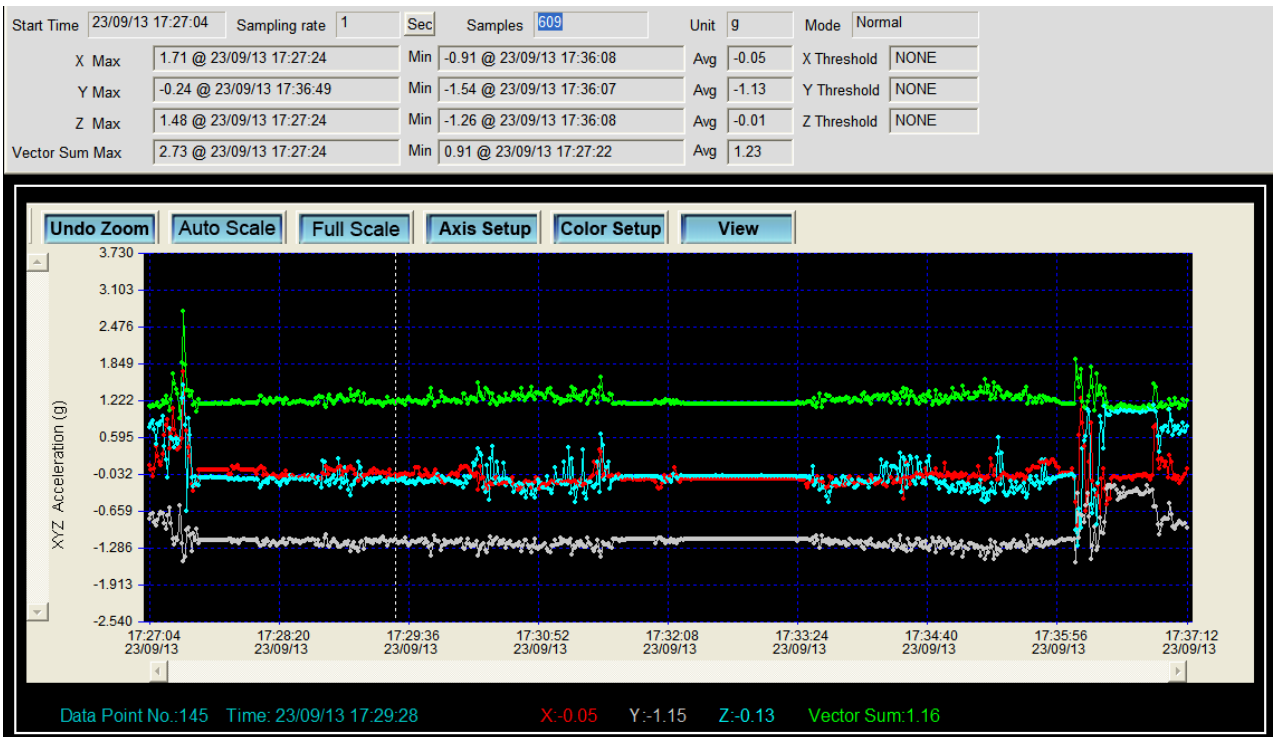 Start Time 23/09/13 17:27:04 Sampling rate 1 Sec Samples 609 Unit g Mode Normal
X Max 1.71 @ 23/09/13 17:27:24 Min -0.91 @ 23/09/13 17:36:08 Avg -0.05 X Threshold NONE
Y Max -0.24 @ 23/09/13 17:36:49 Min -1.54 @ 23/09/13 17:36:07 Avg -1.13 Y Threshold NONE
Z Max 1.48 @ 23/09/13 17:27:24 Min -1.26 @ 23/09/13 17:36:08 Avg -0.01 Z Threshold NONE
Vector Sum Max 2.73 @ 23/09/13 17:27:24 Min 0.91 @ 23/09/13 17:27:22 Avg 1.23
Undo Zoom Auto Scale Full Scale Axis Setup Color Setup View
XYZ Acceleration (g)
3.730
3.103
2.476
1.849
1.222
0.595
-0.032
-0.659
-1.286
-1.913
-2.540
17:27:04 17:28:20 17:29:36 17:30:52 17:32:08 17:33:24 17:34:40 17:35:56 17:37:12
23/09/13 23/09/13 23/09/13 23/09/13 23/09/13 23/09/13 23/09/13 23/09/13 23/09/13
Data Point No.:145 Time: 23/09/13 17:29:28 X:-0.05 Y:-1.15 Z:-0.13 Vector Sum:1.16